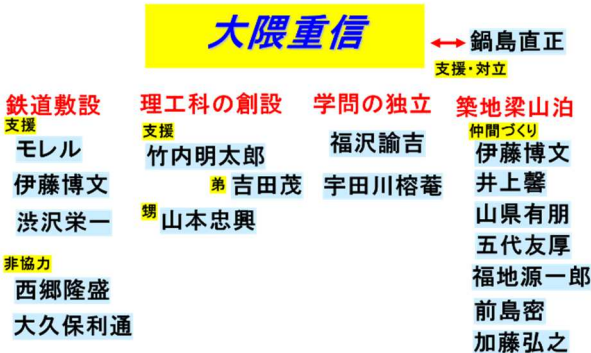 大隈重信
鍋島直正
支援・対立
鉄道敷設
支援
モレル
伊藤博文
渋沢栄一
非協力
西郷隆盛
大久保利通
理工科の創設
支援
竹内明太郎
弟 吉田茂
甥 山本忠興
学問の独立
福沢諭吉
宇田川榕菴
築地梁山泊
仲間づくり
伊藤博文
井上馨
山県有朋
五代友厚
福地源一郎
前島密
加藤弘之